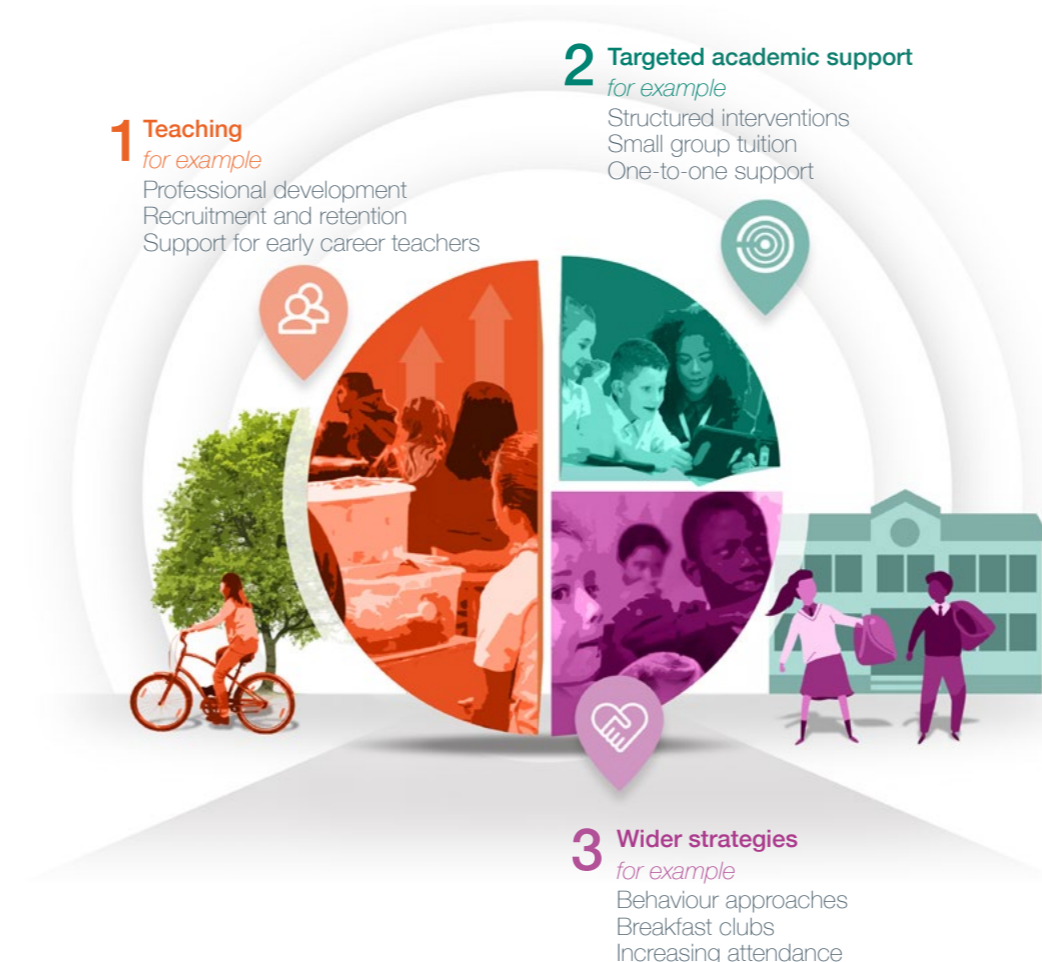 1 Teaching
for example
Professional development
Recruitment and retention
Support for early career teachers
2 Targeted academic support
for example
Structured interventions
Small group tuition
One-to-one support
3 Wider strategies
for example
Behaviour approaches
Breakfast clubs
Increasing attendance